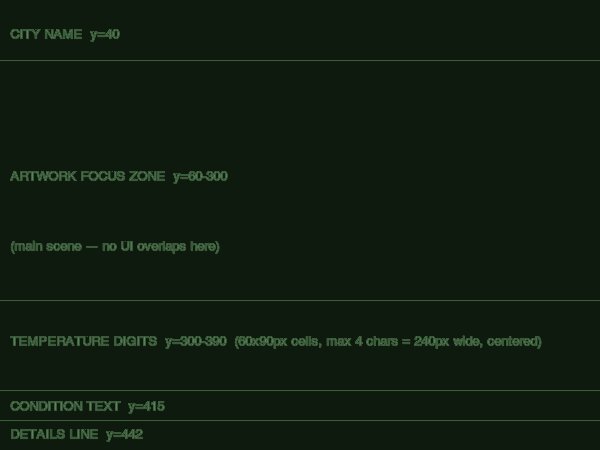 CITY NAME y=40
ARTWORK FOCUS ZONE y=60-300
(main scene — no UI overlaps here)
TEMPERATURE DIGITS y=300-390 (60x90px cells, max 4 chars = 240px wide, centered)
CONDITION TEXT y=415
DETAILS LINE y=442